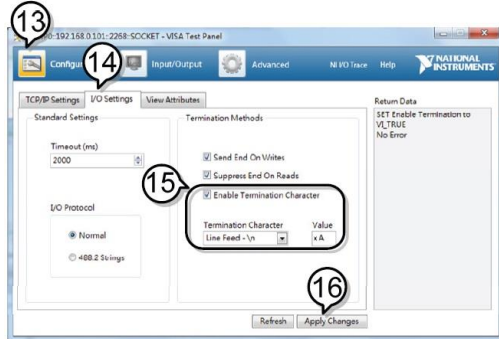 13
0::192.168.0.101::2268::SOCKET - VISA Test Panel
14
Input/Output
Advanced
NI I/O Trace
Help
NATIONAL
INSTRUMENTS
TCP/IP Settings
I/O Settings
View Attributes
Return Data
Standard Settings
Termination Methods
SET Enable Termination to
VI_TRUE
No Error
Timeout (ms)
2000
Send End On Writes
Suppress End On Reads
15
Enable Termination Character
I/O Protocol
Termination Character
Value
Line Feed - \n
xA
Normal
488.2 Strings
16
Refresh
Apply Changes